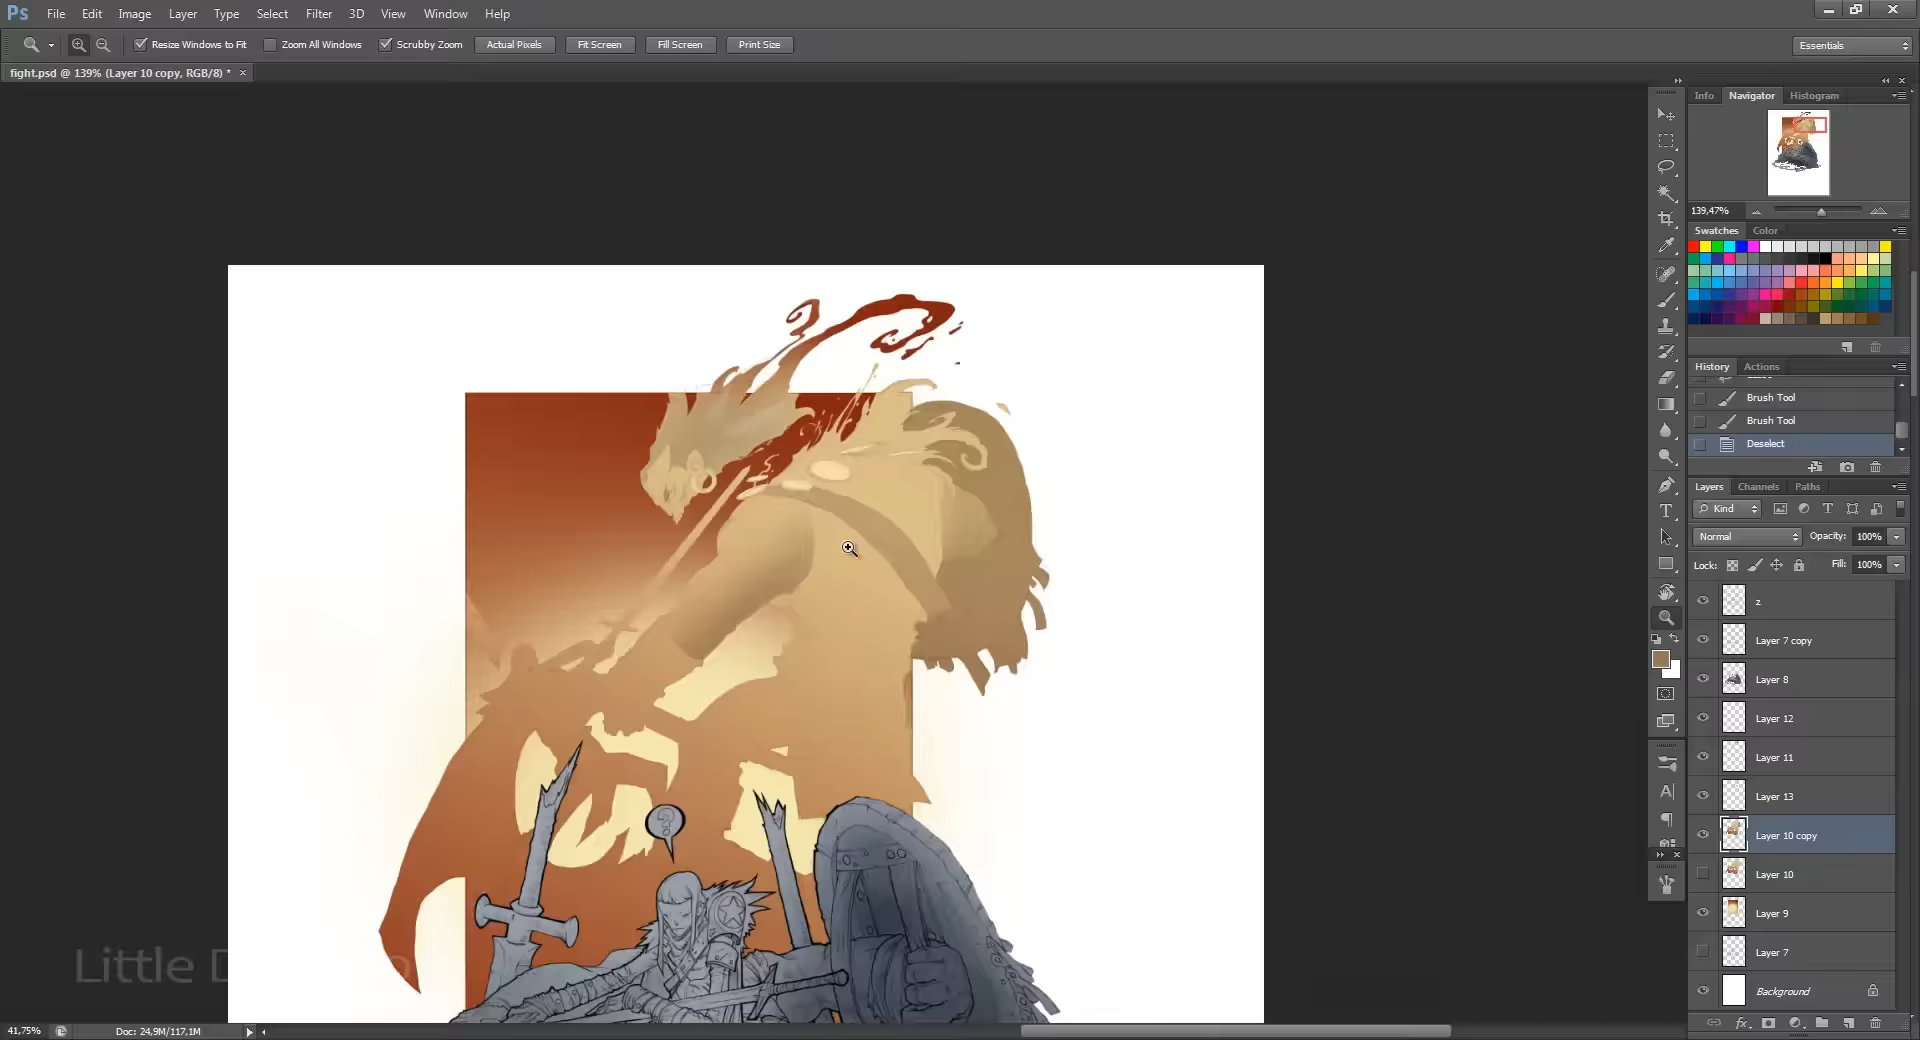 Ps File Edit Image Layer Type Select Filter 3D View Window Help
Resize Windows to Fit Zoom All Windows Scrubby Zoom Actual Pixels Fit Screen Fill Screen Print Size Essentials
fight.psd @ 139% (Layer 10 copy, RGB/8) * ×
Info Navigator Histogram
139,47%
Swatches Color
History Actions
Brush Tool
Brush Tool
Deselect
Layers Channels Paths
Kind
Normal Opacity: 100%
Lock: Fill: 100%
z
Layer 7 copy
Layer 8
Layer 12
Layer 11
Layer 13
Layer 10 copy
Layer 10
Layer 9
Layer 7
Background
?
Little D
41,75% Doc: 24,9M/117,1M